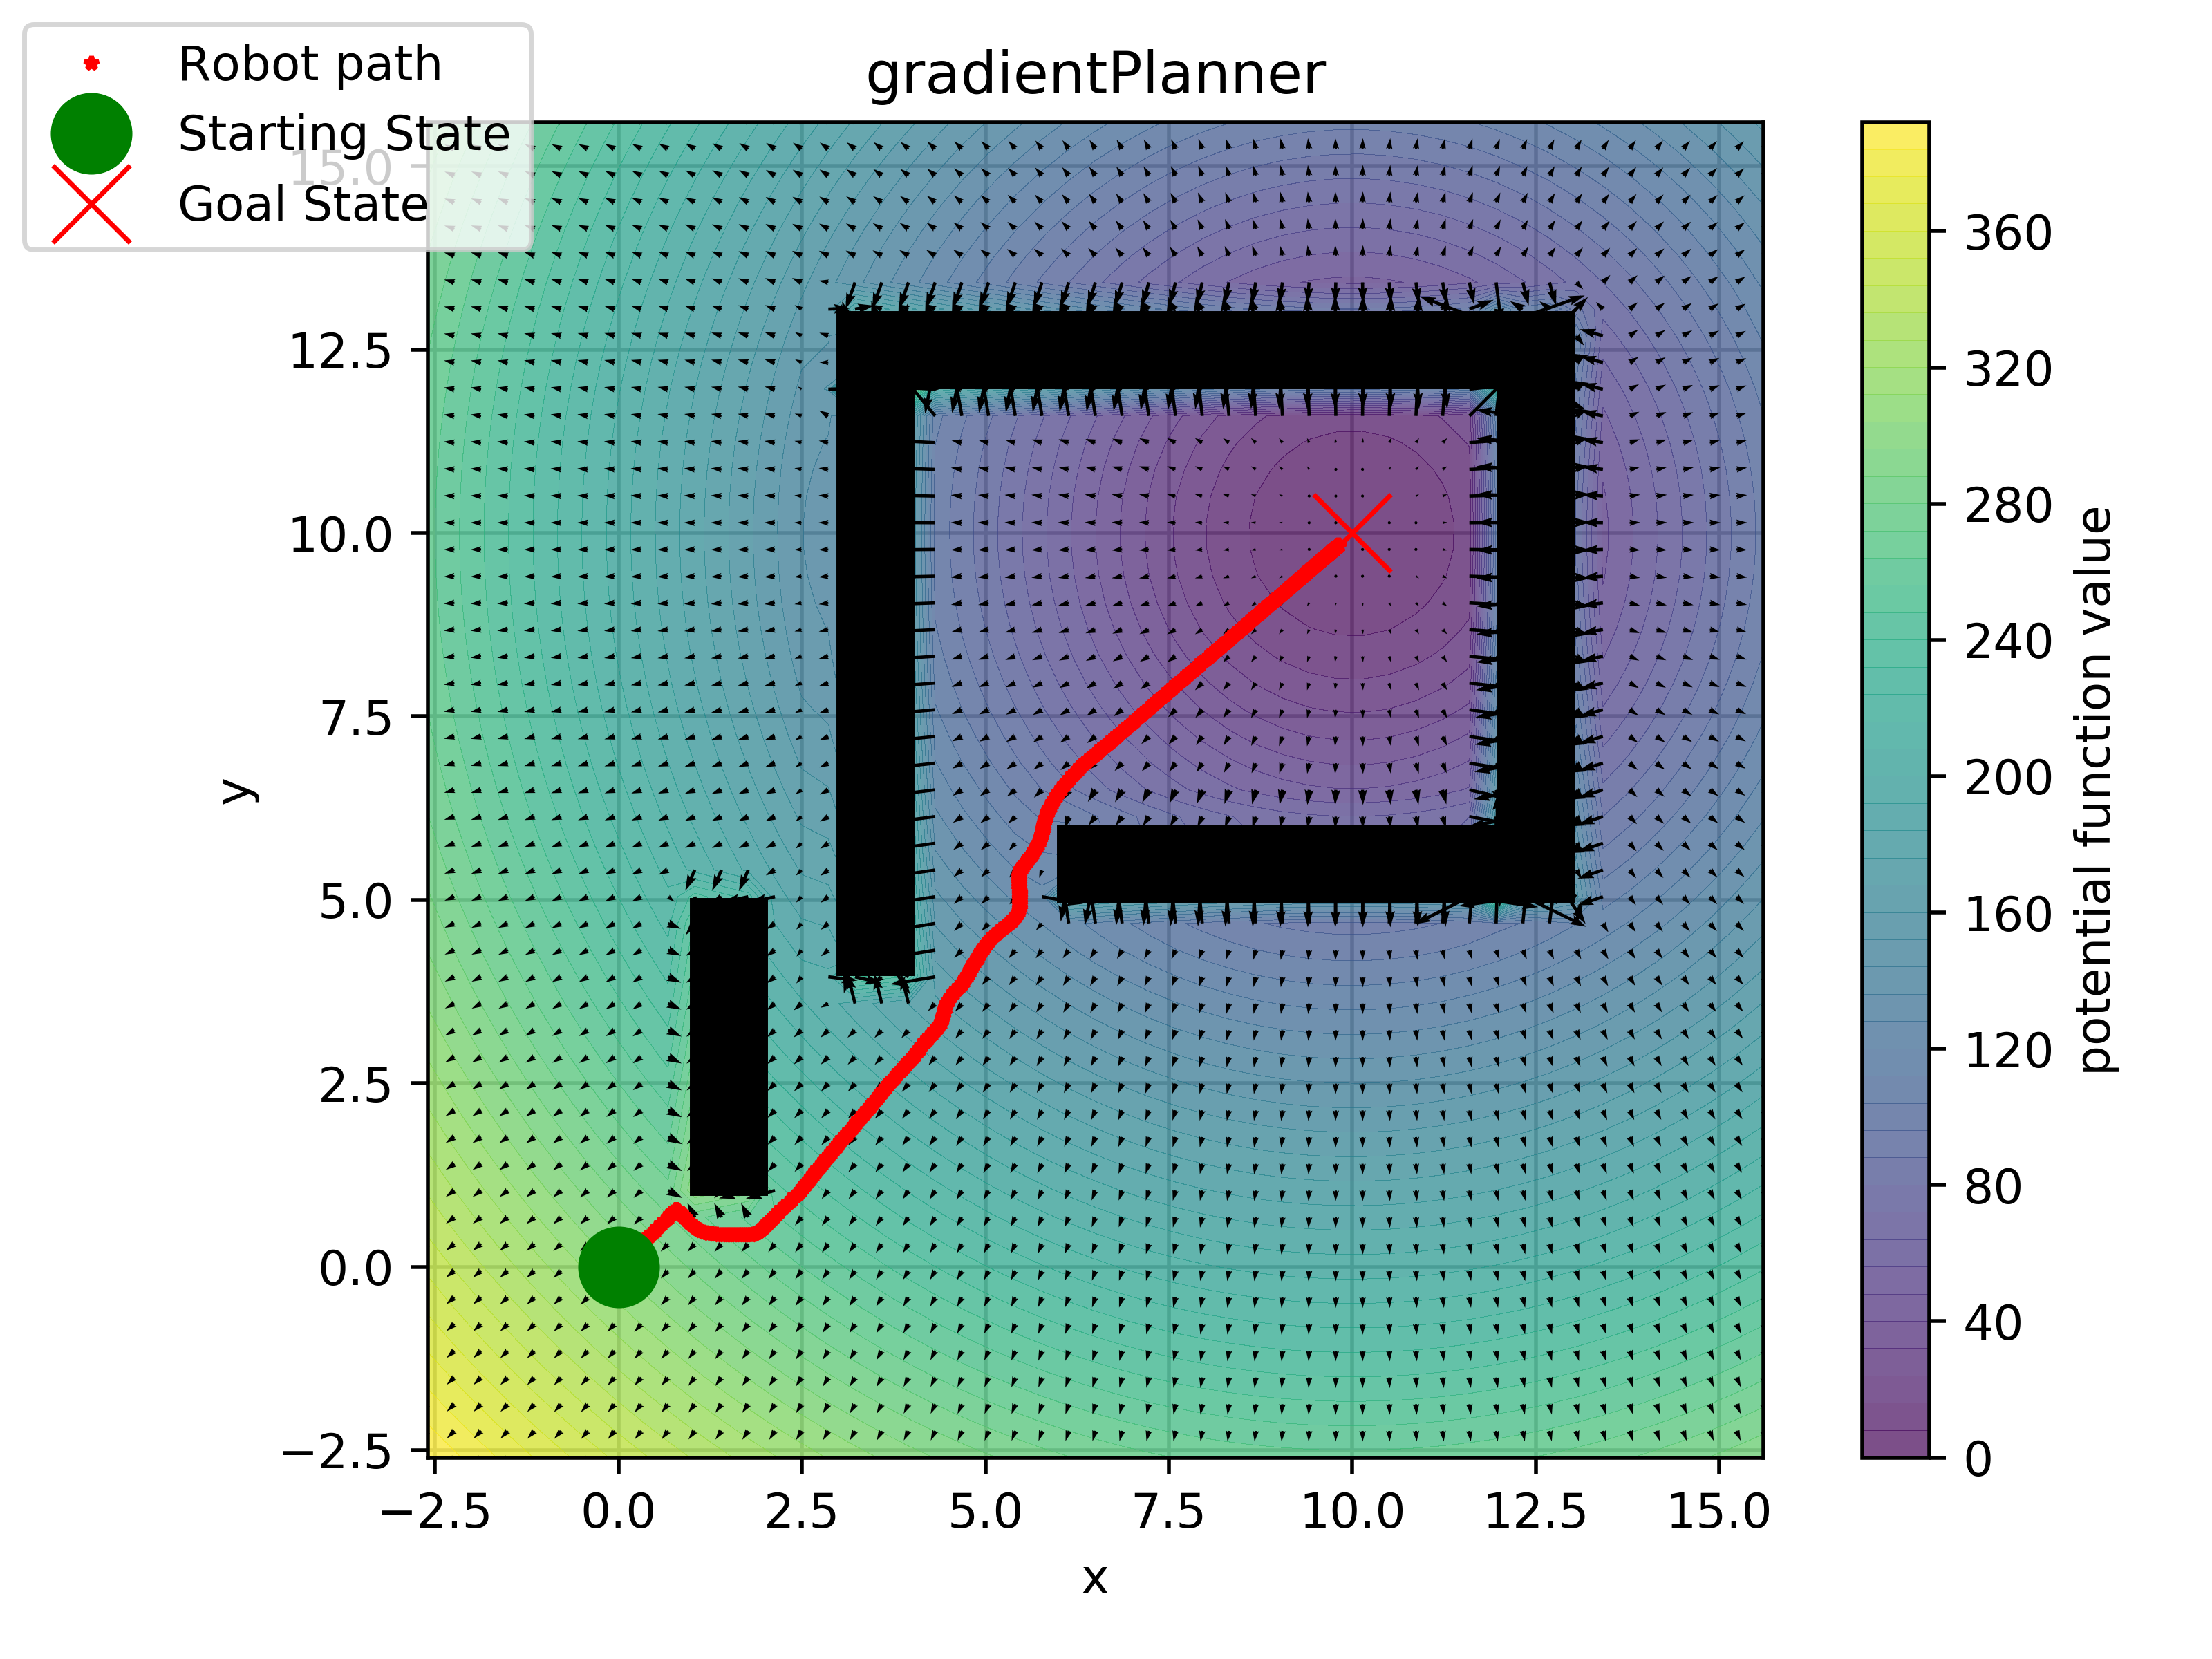 gradientPlanner
Robot path
Starting State
Goal State
15.0
12.5
10.0
7.5
5.0
2.5
0.0
−2.5
y
−2.5 0.0 2.5 5.0 7.5 10.0 12.5 15.0
x
360
320
280
240
200
160
120
80
40
0
potential function value